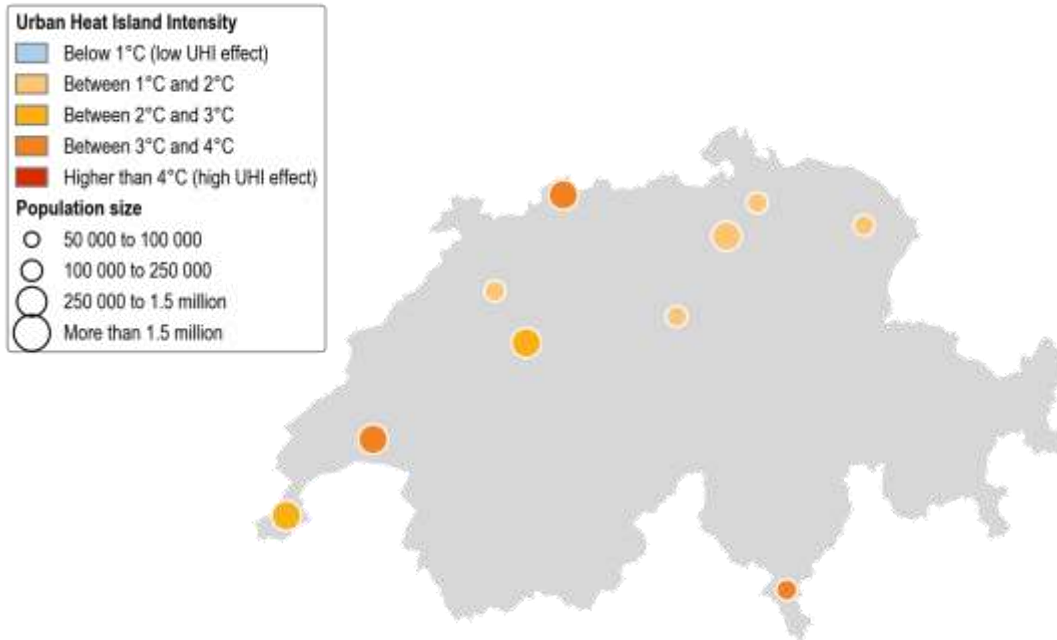 Urban Heat Island Intensity
Below 1°C (low UHI effect)
Between 1°C and 2°C
Between 2°C and 3°C
Between 3°C and 4°C
Higher than 4°C (high UHI effect)
Population size
50 000 to 100 000
100 000 to 250 000
250 000 to 1.5 million
More than 1.5 million